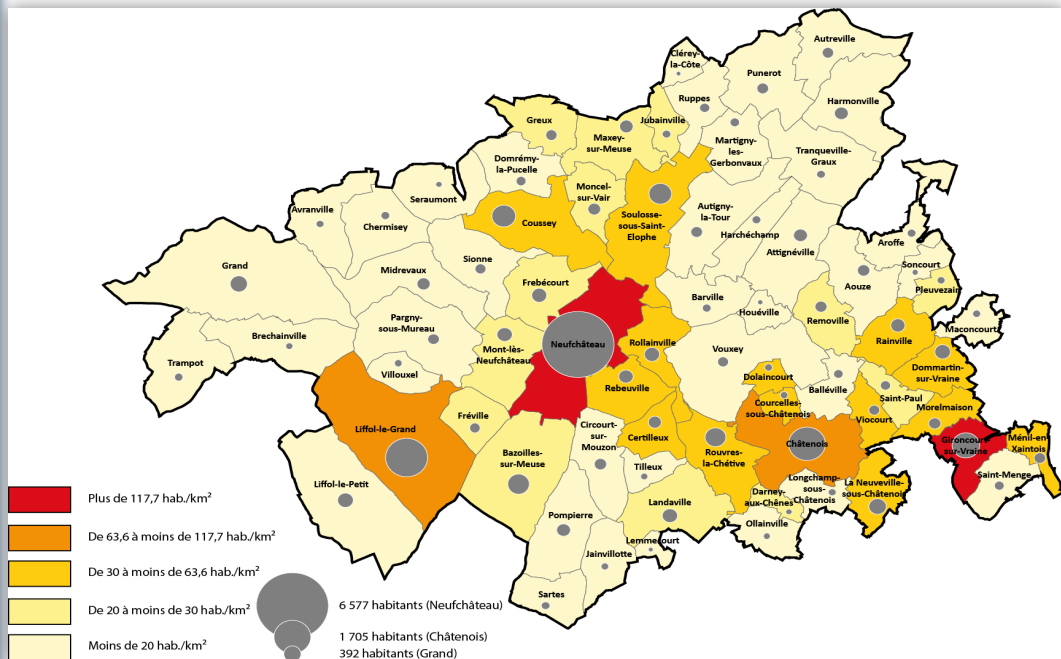 Autreville
Clérey-
la-Côte
Punerot
Ruppes
Harmonville
Greux
Jubainville
Maxey-
sur-Meuse
Martigny-
les-
Gerbonvaux
Tranqueville-
Graux
Domrémy-
la-Pucelle
Moncel-
sur-Vair
Seraumont
Avranville
Chermisey
Coussey
Soulosse-
sous-Saint-
Elophe
Autigny-
la-Tour
Harchéchamp
Attignéville
Aroffe
Soncourt
Pleuvezain
Aouze
Grand
Midrevaux
Sionne
Frebécourt
Barville
Houéville
Removille
Maconcourt
Rainville
Pargny-
sous-Mureau
Brechainville
Trampot
Villouxel
Mont-lès-
Neufchâteau
Neufchâteau
Rollainville
Rebeuville
Vouxey
Dolaincourt
Courcelles-
sous-Châtenois
Balléville
Saint-Paul
Dommartin-
sur-Vraine
Viocourt
Morelmaison
Gironcourt-
sur-Vraine
Ménil-en-
Xaintois
Saint-Menge
Liffol-le-Grand
Fréville
Bazoilles-
sur-Meuse
Circourt-
sur-
Mouzon
Certilleux
Rouvres-
la-Chétive
Châtenois
Longchamp-
sous-
Châtenois
La Neuveville-
sous-Châtenois
Darney-
aux-Chênes
Ollainville
Tilleux
Landaville
Liffol-le-Petit
Pompierre
Lemmecourt
Jainvillotte
Sartes
Plus de 117,7 hab./km²
De 63,6 à moins de 117,7 hab./km²
De 30 à moins de 63,6 hab./km²
De 20 à moins de 30 hab./km²
Moins de 20 hab./km²
6 577 habitants (Neufchâteau)
1 705 habitants (Châtenois)
392 habitants (Grand)